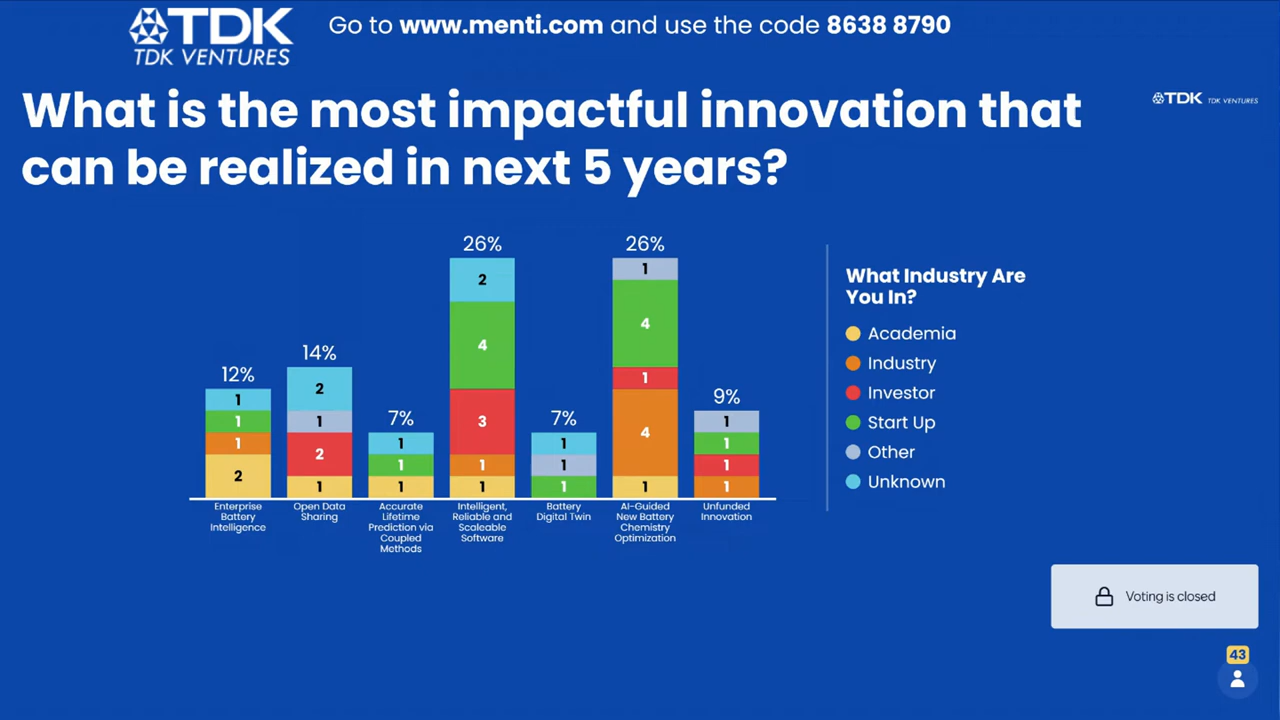 TDK
TDK VENTURES
Go to www.menti.com and use the code 8638 8790
What is the most impactful innovation that
can be realized in next 5 years?
TDK TDK VENTURES
12%
1
1
1
2
14%
2
1
2
1
7%
1
1
1
26%
2
4
3
1
1
7%
1
1
1
26%
1
4
1
4
1
9%
1
1
1
1
Enterprise
Battery
Intelligence
Open Data
Sharing
Accurate
Lifetime
Prediction via
Coupled
Methods
Intelligent,
Reliable and
Scaleable
Software
Battery
Digital Twin
AI-Guided
New Battery
Chemistry
Optimization
Unfunded
Innovation
What Industry Are
You In?
Academia
Industry
Investor
Start Up
Other
Unknown
Voting is closed
43